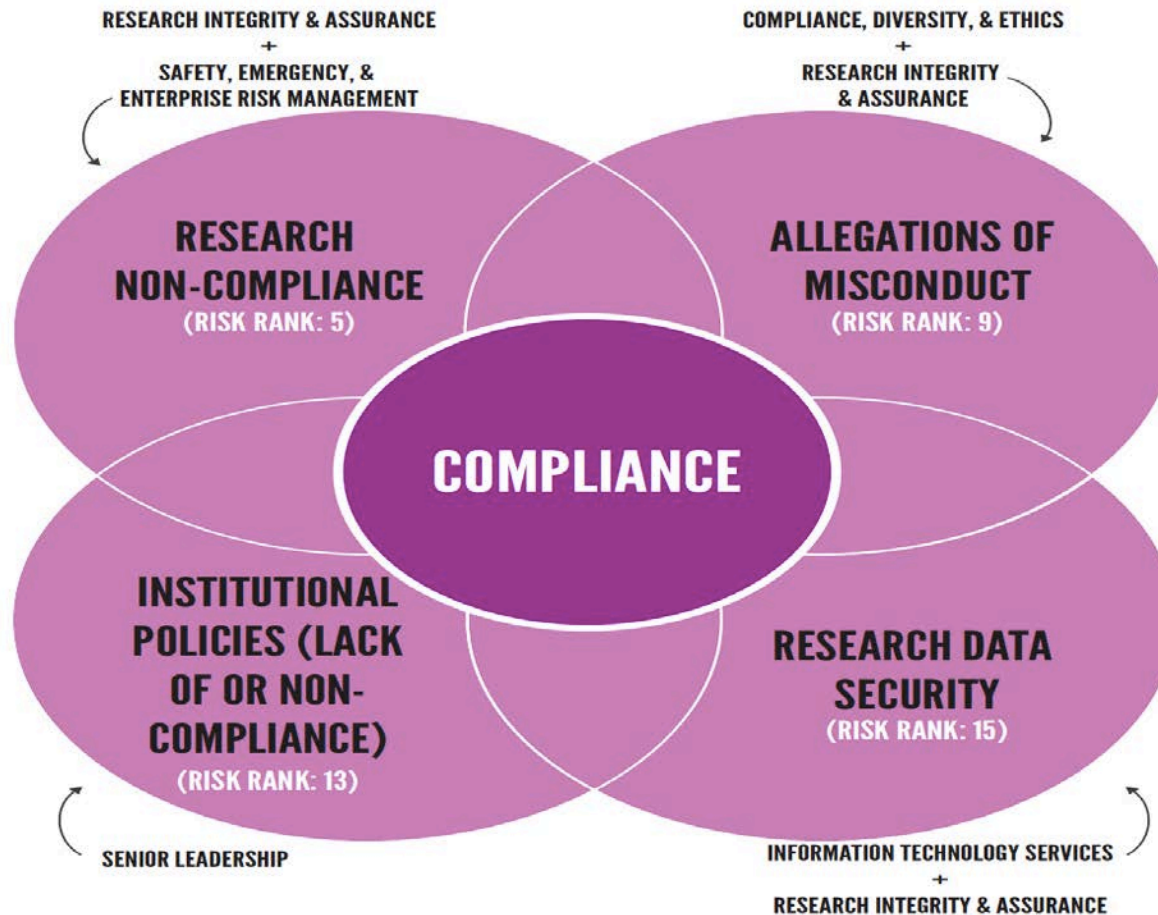 RESEARCH INTEGRITY & ASSURANCE
+
SAFETY, EMERGENCY, &
ENTERPRISE RISK MANAGEMENT
COMPLIANCE, DIVERSITY, & ETHICS
+
RESEARCH INTEGRITY
& ASSURANCE
RESEARCH
NON-COMPLIANCE
(RISK RANK: 5)
ALLEGATIONS OF
MISCONDUCT
(RISK RANK: 9)
COMPLIANCE
INSTITUTIONAL
POLICIES (LACK
OF OR NON-
COMPLIANCE)
(RISK RANK: 13)
RESEARCH DATA
SECURITY
(RISK RANK: 15)
SENIOR LEADERSHIP
INFORMATION TECHNOLOGY SERVICES
+
RESEARCH INTEGRITY & ASSURANCE